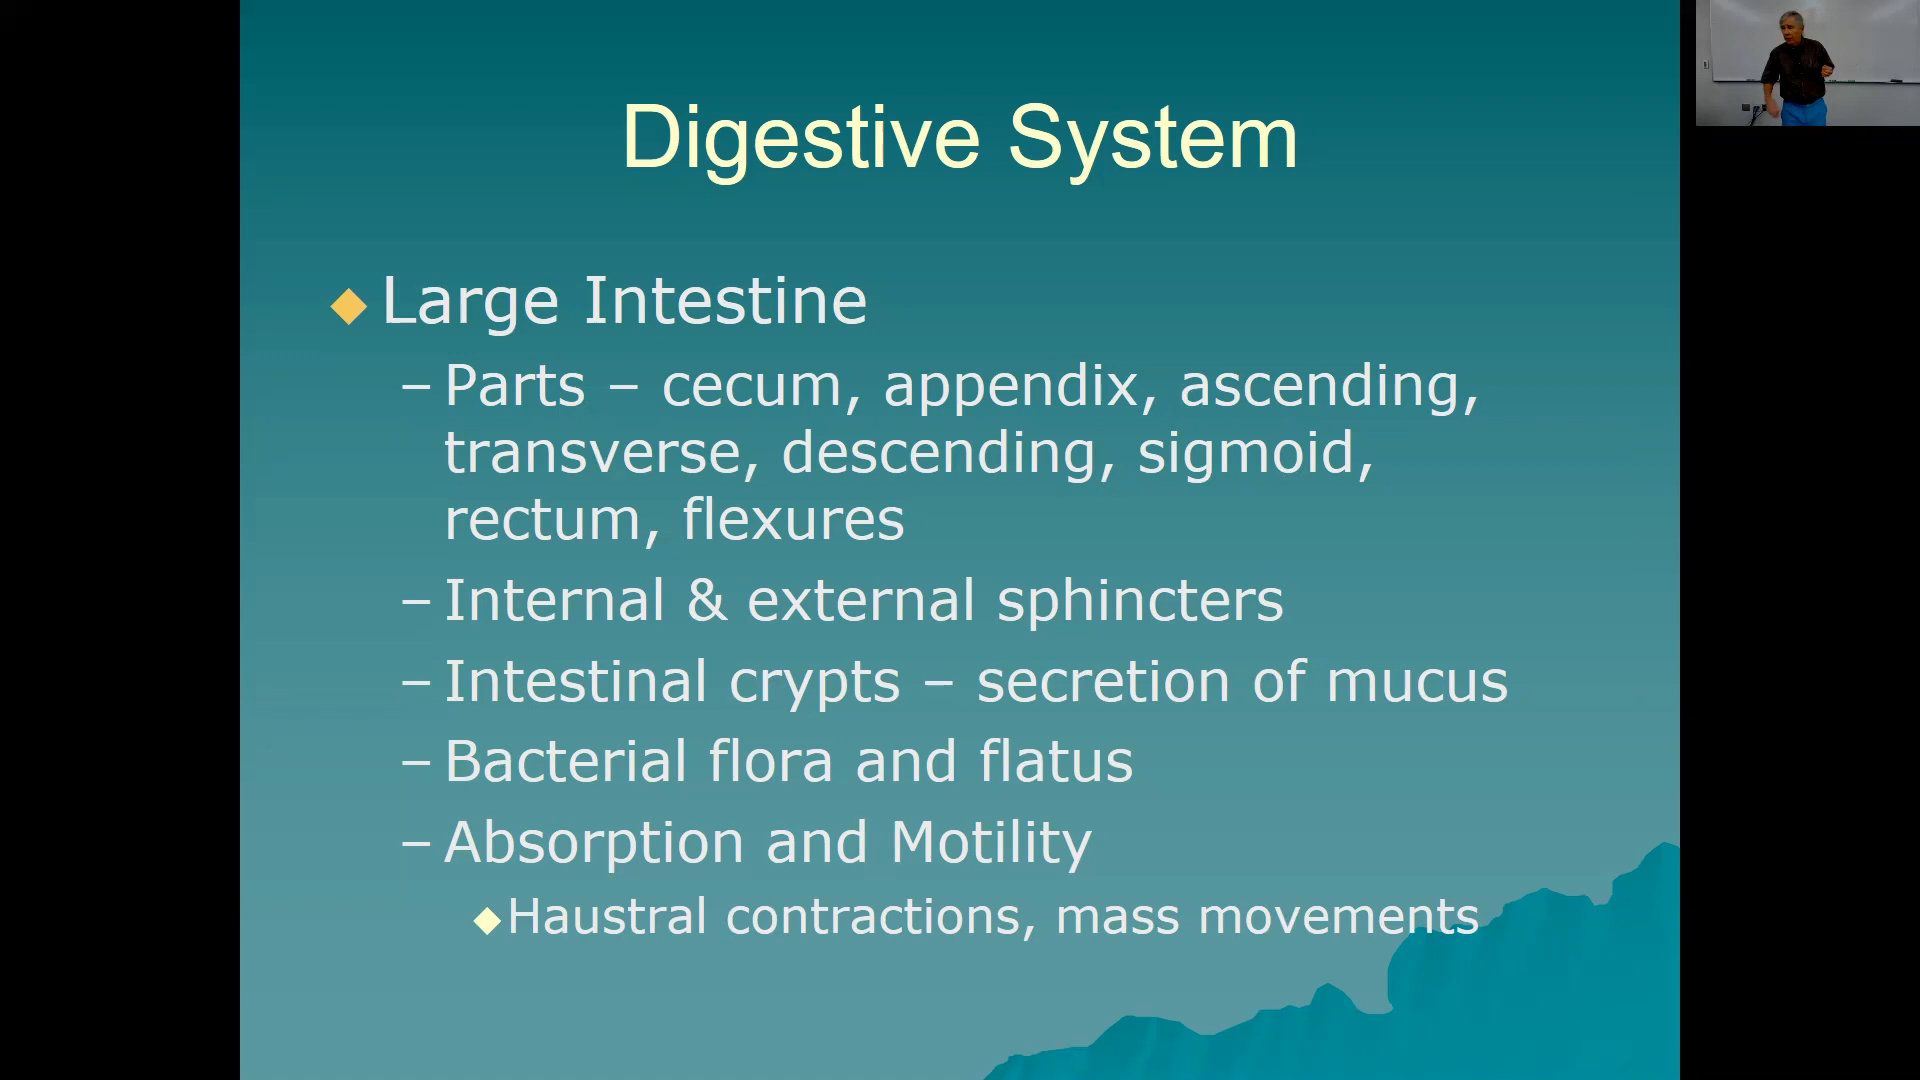 Digestive System
◆ Large Intestine
– Parts – cecum, appendix, ascending,
transverse, descending, sigmoid,
rectum, flexures
– Internal & external sphincters
– Intestinal crypts – secretion of mucus
– Bacterial flora and flatus
– Absorption and Motility
◆ Haustral contractions, mass movements